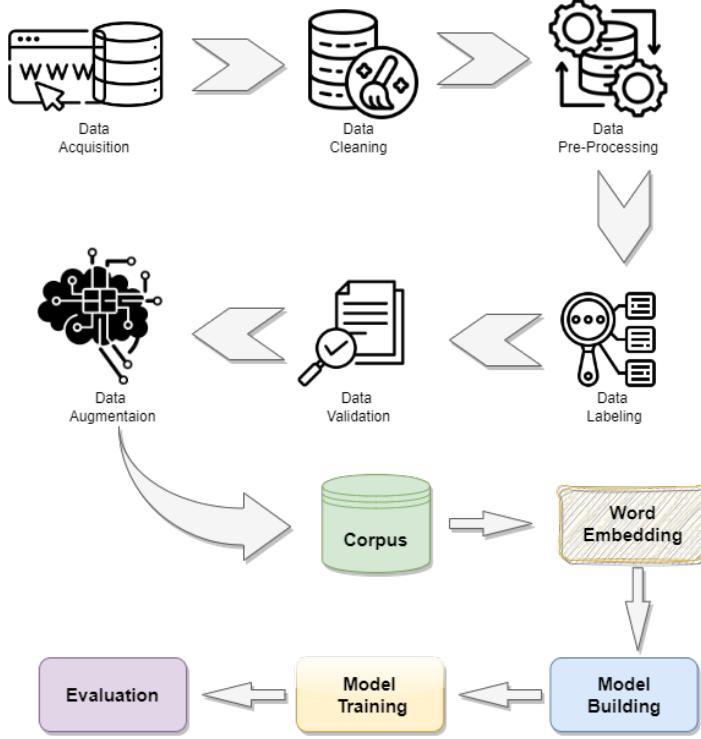 WWW
Data
Acquisition
Data
Cleaning
Data
Pre-Processing
Data
Augmentaion
Data
Validation
Data
Labeling
Corpus
Word
Embedding
Evaluation
Model
Training
Model
Building